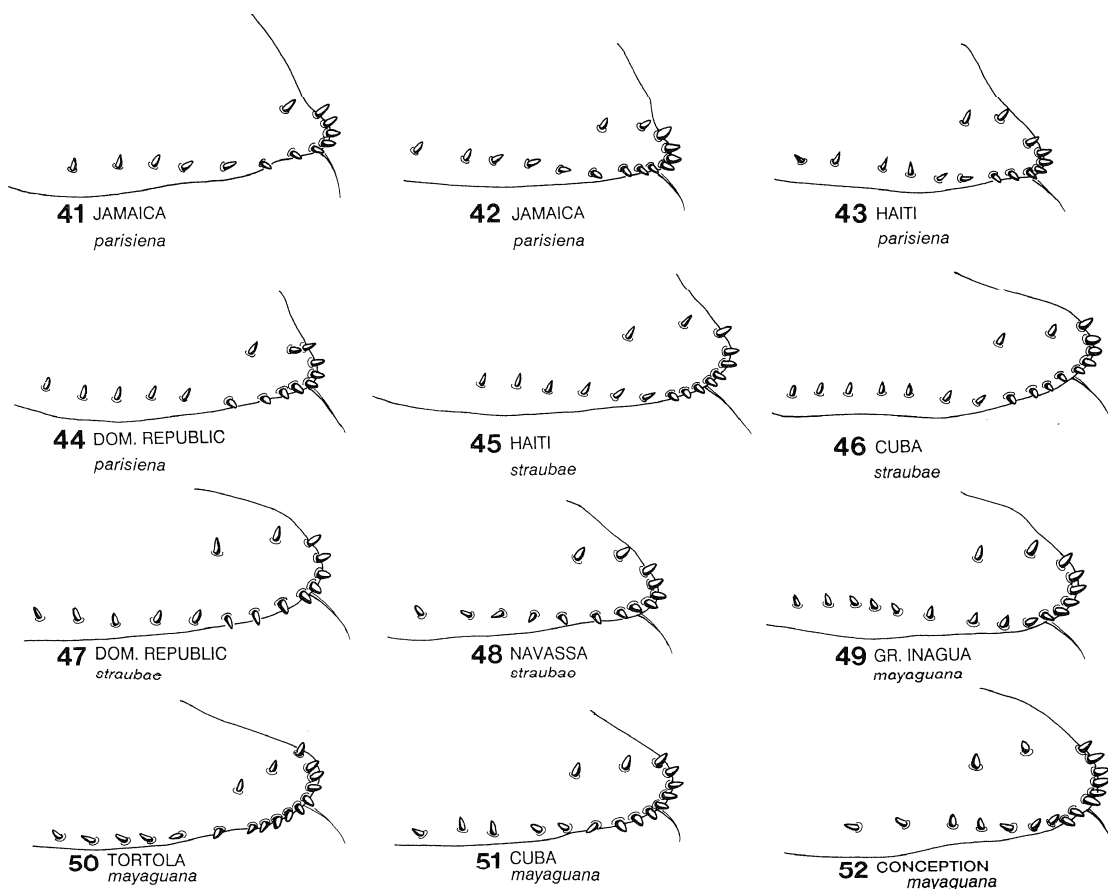 41 JAMAICA
parisiena
42 JAMAICA
parisiena
43 HAITI
parisiena
44 DOM. REPUBLIC
parisiena
45 HAITI
straubae
46 CUBA
straubae
47 DOM. REPUBLIC
straubae
48 NAVASSA
straubae
49 GR. INAGUA
mayaguana
50 TORTOLA
mayaguana
51 CUBA
mayaguana
52 CONCEPTION
mayaguana